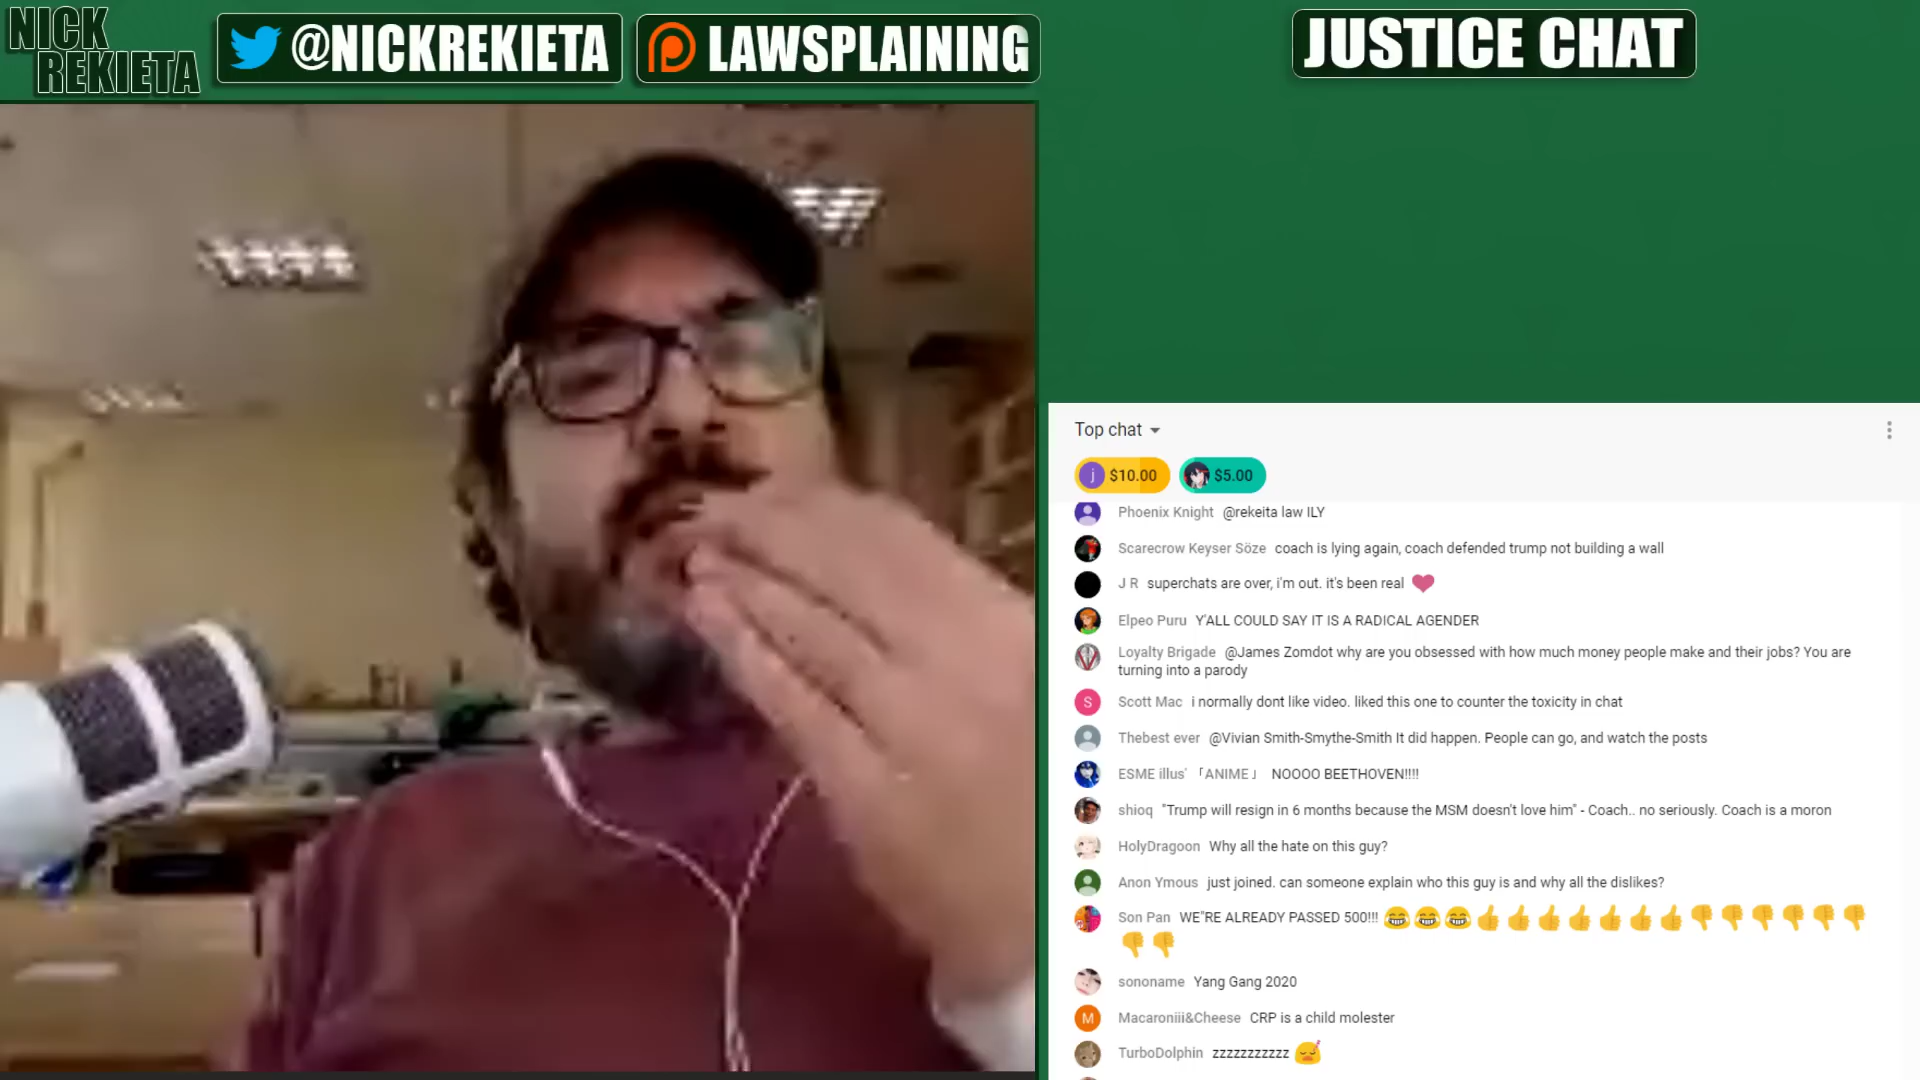 NICK
REKIETA
@NICKREKIETA
LAWSPLAINING
JUSTICE CHAT
Top chat
j $10.00
$5.00
Phoenix Knight @rekeita law ILY
Scarecrow Keyser Söze coach is lying again, coach defended trump not building a wall
J R superchats are over, i'm out. it's been real
Elpeo Puru Y'ALL COULD SAY IT IS A RADICAL AGENDER
Loyalty Brigade @James Zomdot why are you obsessed with how much money people make and their jobs? You are
turning into a parody
S Scott Mac i normally dont like video. liked this one to counter the toxicity in chat
Thebest ever @Vivian Smith-Smythe-Smith It did happen. People can go, and watch the posts
ESME illus' 「ANIME」 NOOOO BEETHOVEN!!!!
shioq "Trump will resign in 6 months because the MSM doesn't love him" - Coach.. no seriously. Coach is a moron
HolyDragoon Why all the hate on this guy?
Anon Ymous just joined. can someone explain who this guy is and why all the dislikes?
Son Pan WE"RE ALREADY PASSED 500!!! 😂😂😂👍👍👍👍👍👍👍👎👎👎👎👎👎
👎👎
sononame Yang Gang 2020
M Macaroniii&Cheese CRP is a child molester
TurboDolphin zzzzzzzzzzz